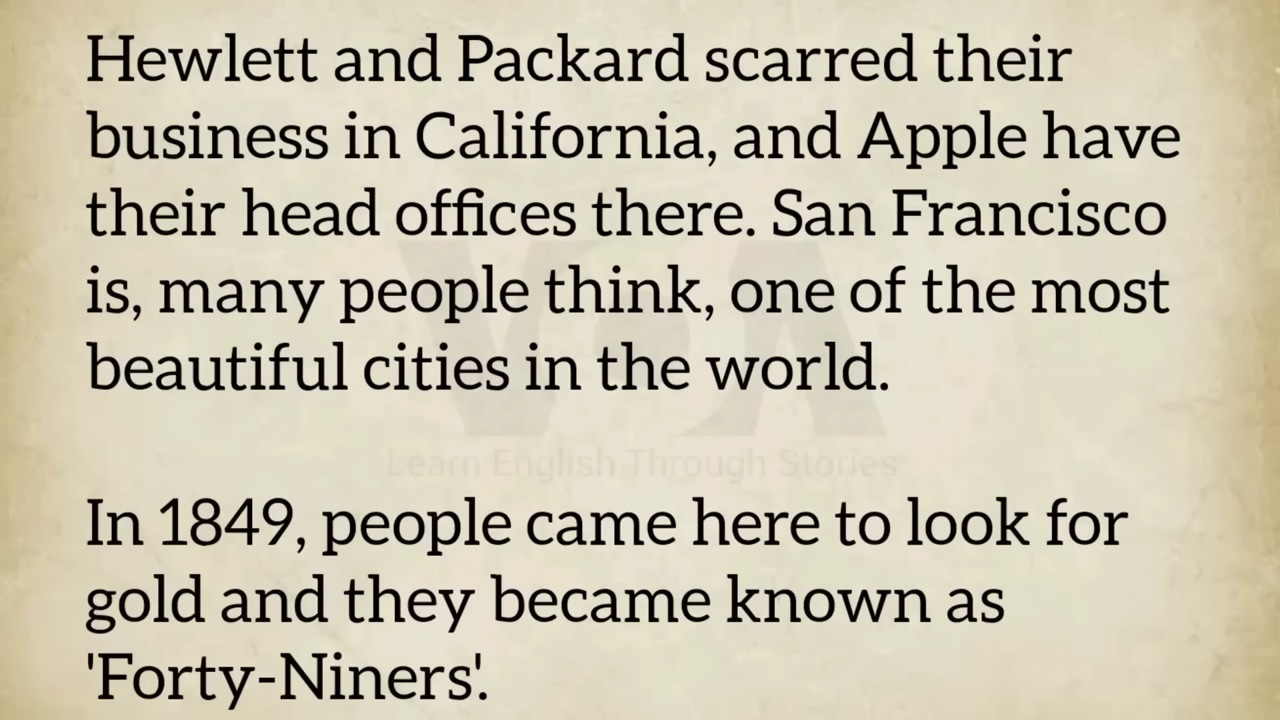 Hewlett and Packard scarred their
business in California, and Apple have
their head offices there. San Francisco
is, many people think, one of the most
beautiful cities in the world.
VOA
Learn English Through Stories
In 1849, people came here to look for
gold and they became known as
'Forty-Niners'.